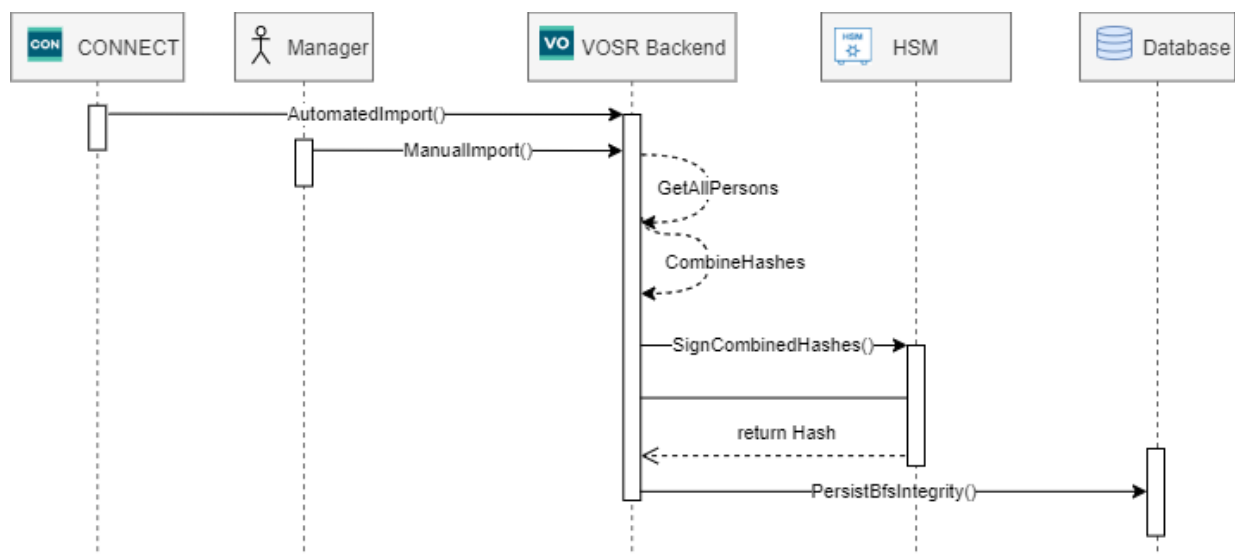 CON CONNECT
Manager
VO VOSR Backend
HSM HSM
Database
AutomatedImport()
ManualImport()
GetAllPersons
CombineHashes
SignCombinedHashes()
return Hash
PersistBfsIntegrity()